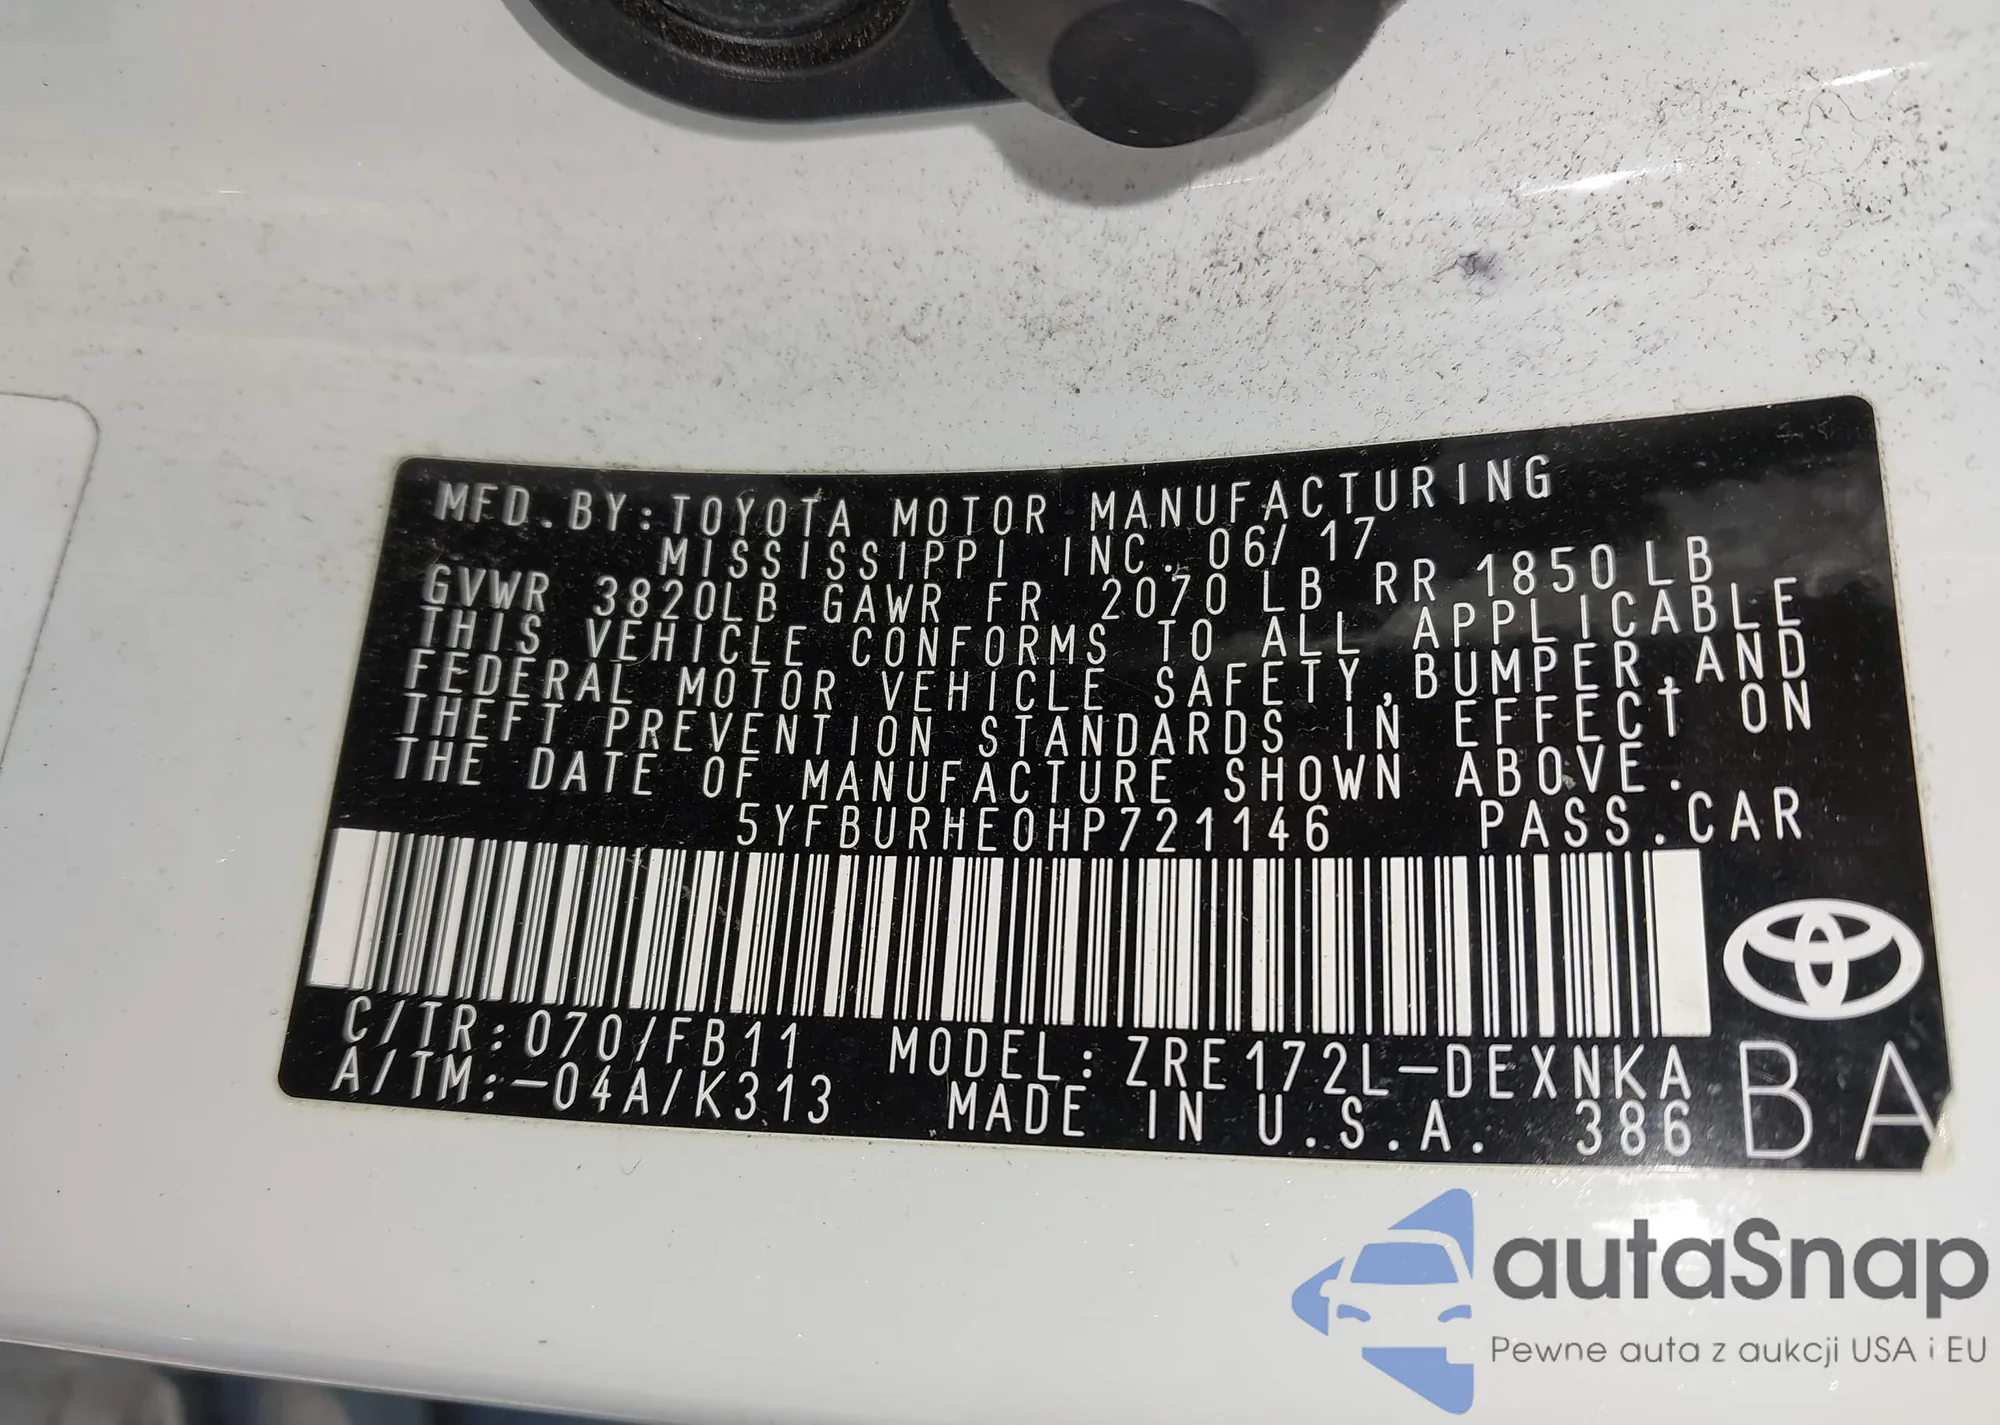 MFD.BY:TOYOTA MOTOR MANUFACTURING
MISSISSIPPI INC. 06/17
GVWR 3820LB GAWR FR 2070 LB RR 1850LB
THIS VEHICLE CONFORMS TO ALL APPLICABLE
FEDERAL MOTOR VEHICLE SAFETY,BUMPER,AND
THEFT PREVENTION STANDARDS IN EFFECT ON
THE DATE OF MANUFACTURE SHOWN ABOVE.
5YFBURHE0HP721146 PASS.CAR
C/TR:070/FB11 MODEL:ZRE172L-DEXNKA
A/TM:-04A/K313 MADE IN U.S.A. 386
BA
autaSnap
Pewne auta z aukcji USA i EU